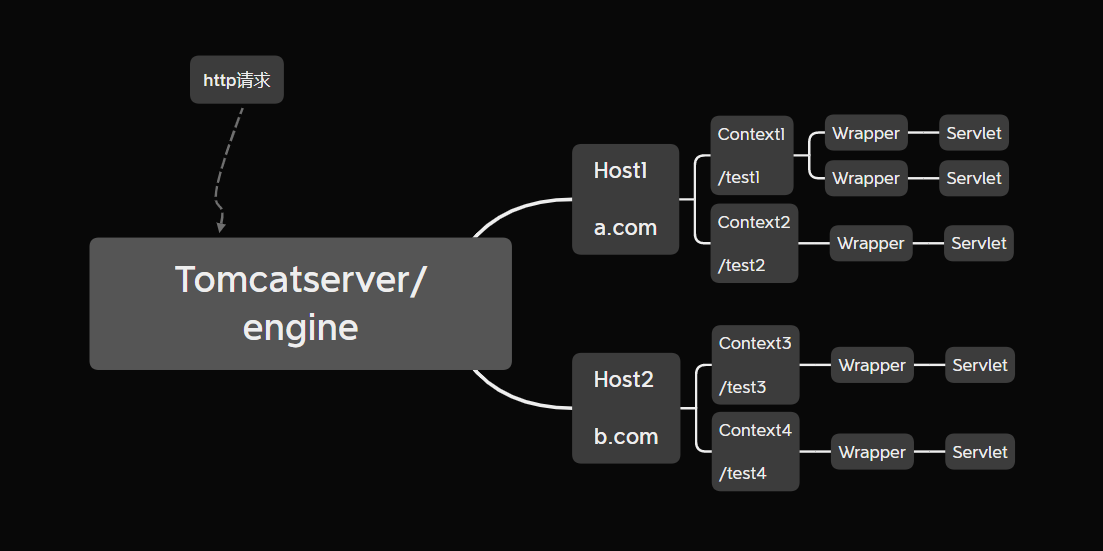 http请求
Tomcatserver/
engine
Host1
a.com
Context1
/test1
Wrapper
Servlet
Wrapper
Servlet
Context2
/test2
Wrapper
Servlet
Host2
b.com
Context3
/test3
Wrapper
Servlet
Context4
/test4
Wrapper
Servlet